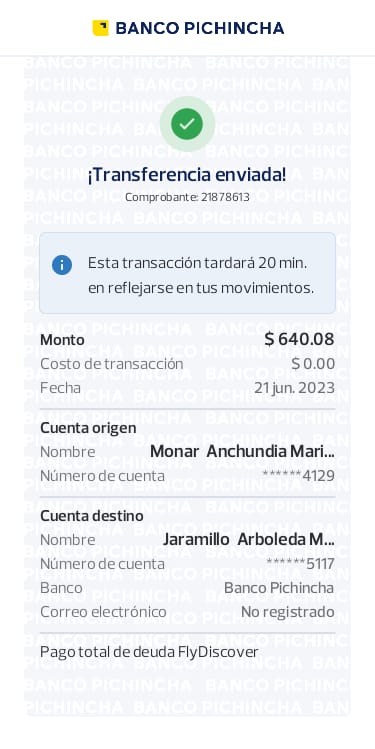 BANCO PICHINCHA
¡Transferencia enviada!
Comprobante: 21878613
Esta transacción tardará 20 min.
en reflejarse en tus movimientos.
Monto $ 640.08
Costo de transacción $ 0.00
Fecha 21 jun. 2023
Cuenta origen
Nombre Monar Anchundia Mari...
Número de cuenta ******4129
Cuenta destino
Nombre Jaramillo Arboleda M...
Número de cuenta ******5117
Banco Banco Pichincha
Correo electrónico No registrado
Pago total de deuda FlyDiscover